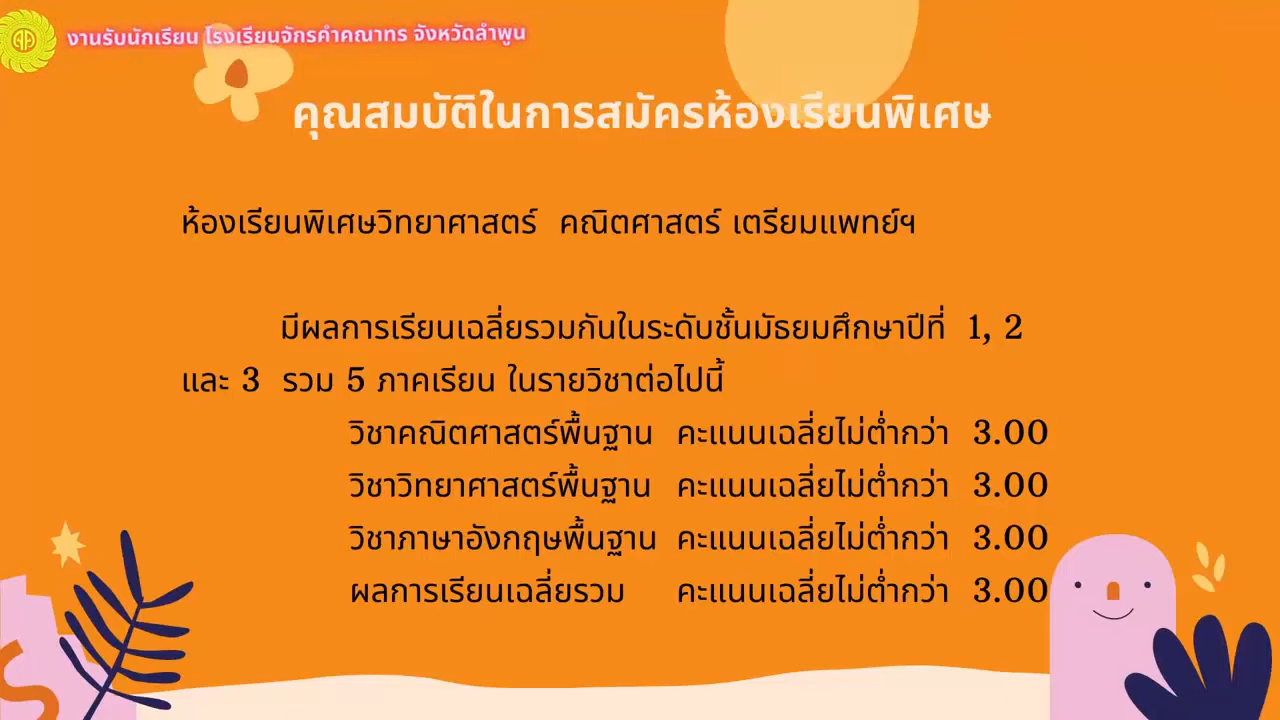 งานรับนักเรียน โรงเรียนจักรคำคณาทร จังหวัดลำพูน
คุณสมบัติในการสมัครห้องเรียนพิเศษ
ห้องเรียนพิเศษวิทยาศาสตร์ คณิตศาสตร์ เตรียมแพทย์ฯ
มีผลการเรียนเฉลี่ยรวมกันในระดับชั้นมัธยมศึกษาปีที่ 1, 2
และ 3 รวม 5 ภาคเรียน ในรายวิชาต่อไปนี้
วิชาคณิตศาสตร์พื้นฐาน คะแนนเฉลี่ยไม่ต่ำกว่า 3.00
วิชาวิทยาศาสตร์พื้นฐาน คะแนนเฉลี่ยไม่ต่ำกว่า 3.00
วิชาภาษาอังกฤษพื้นฐาน คะแนนเฉลี่ยไม่ต่ำกว่า 3.00
ผลการเรียนเฉลี่ยรวม คะแนนเฉลี่ยไม่ต่ำกว่า 3.00